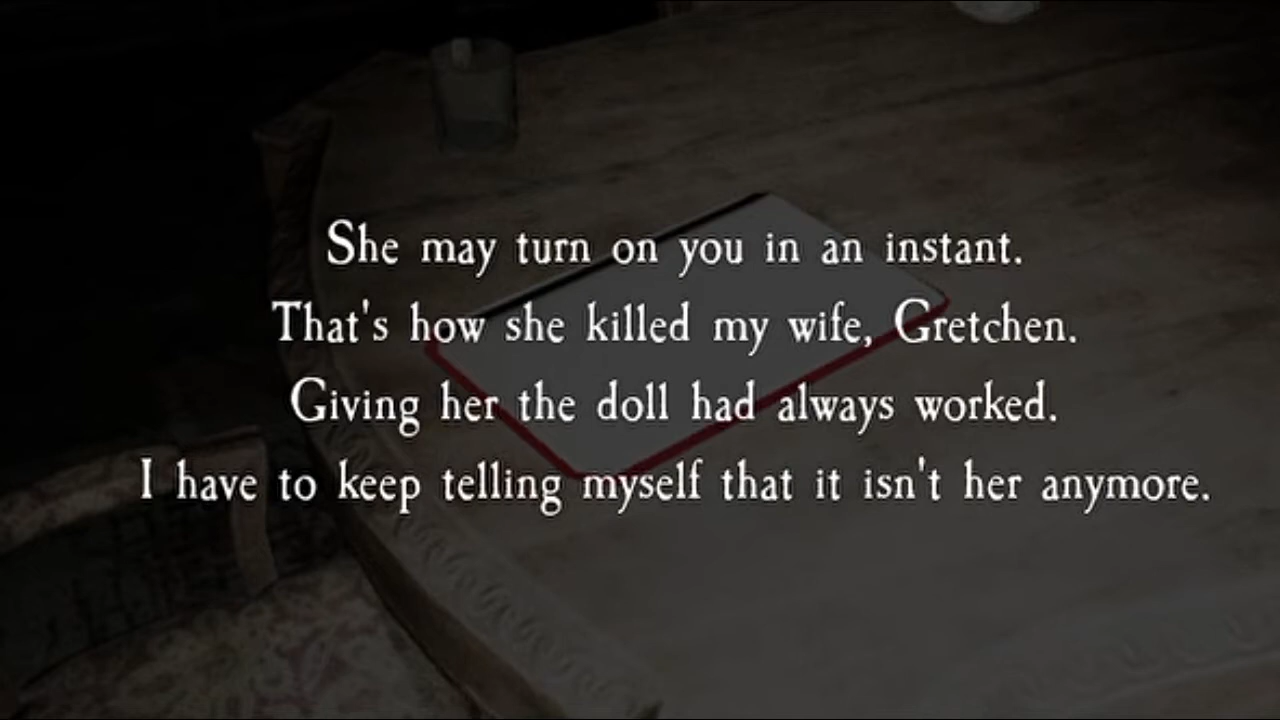 She may turn on you in an instant.
That's how she killed my wife, Gretchen.
Giving her the doll had always worked.
I have to keep telling myself that it isn't her anymore.